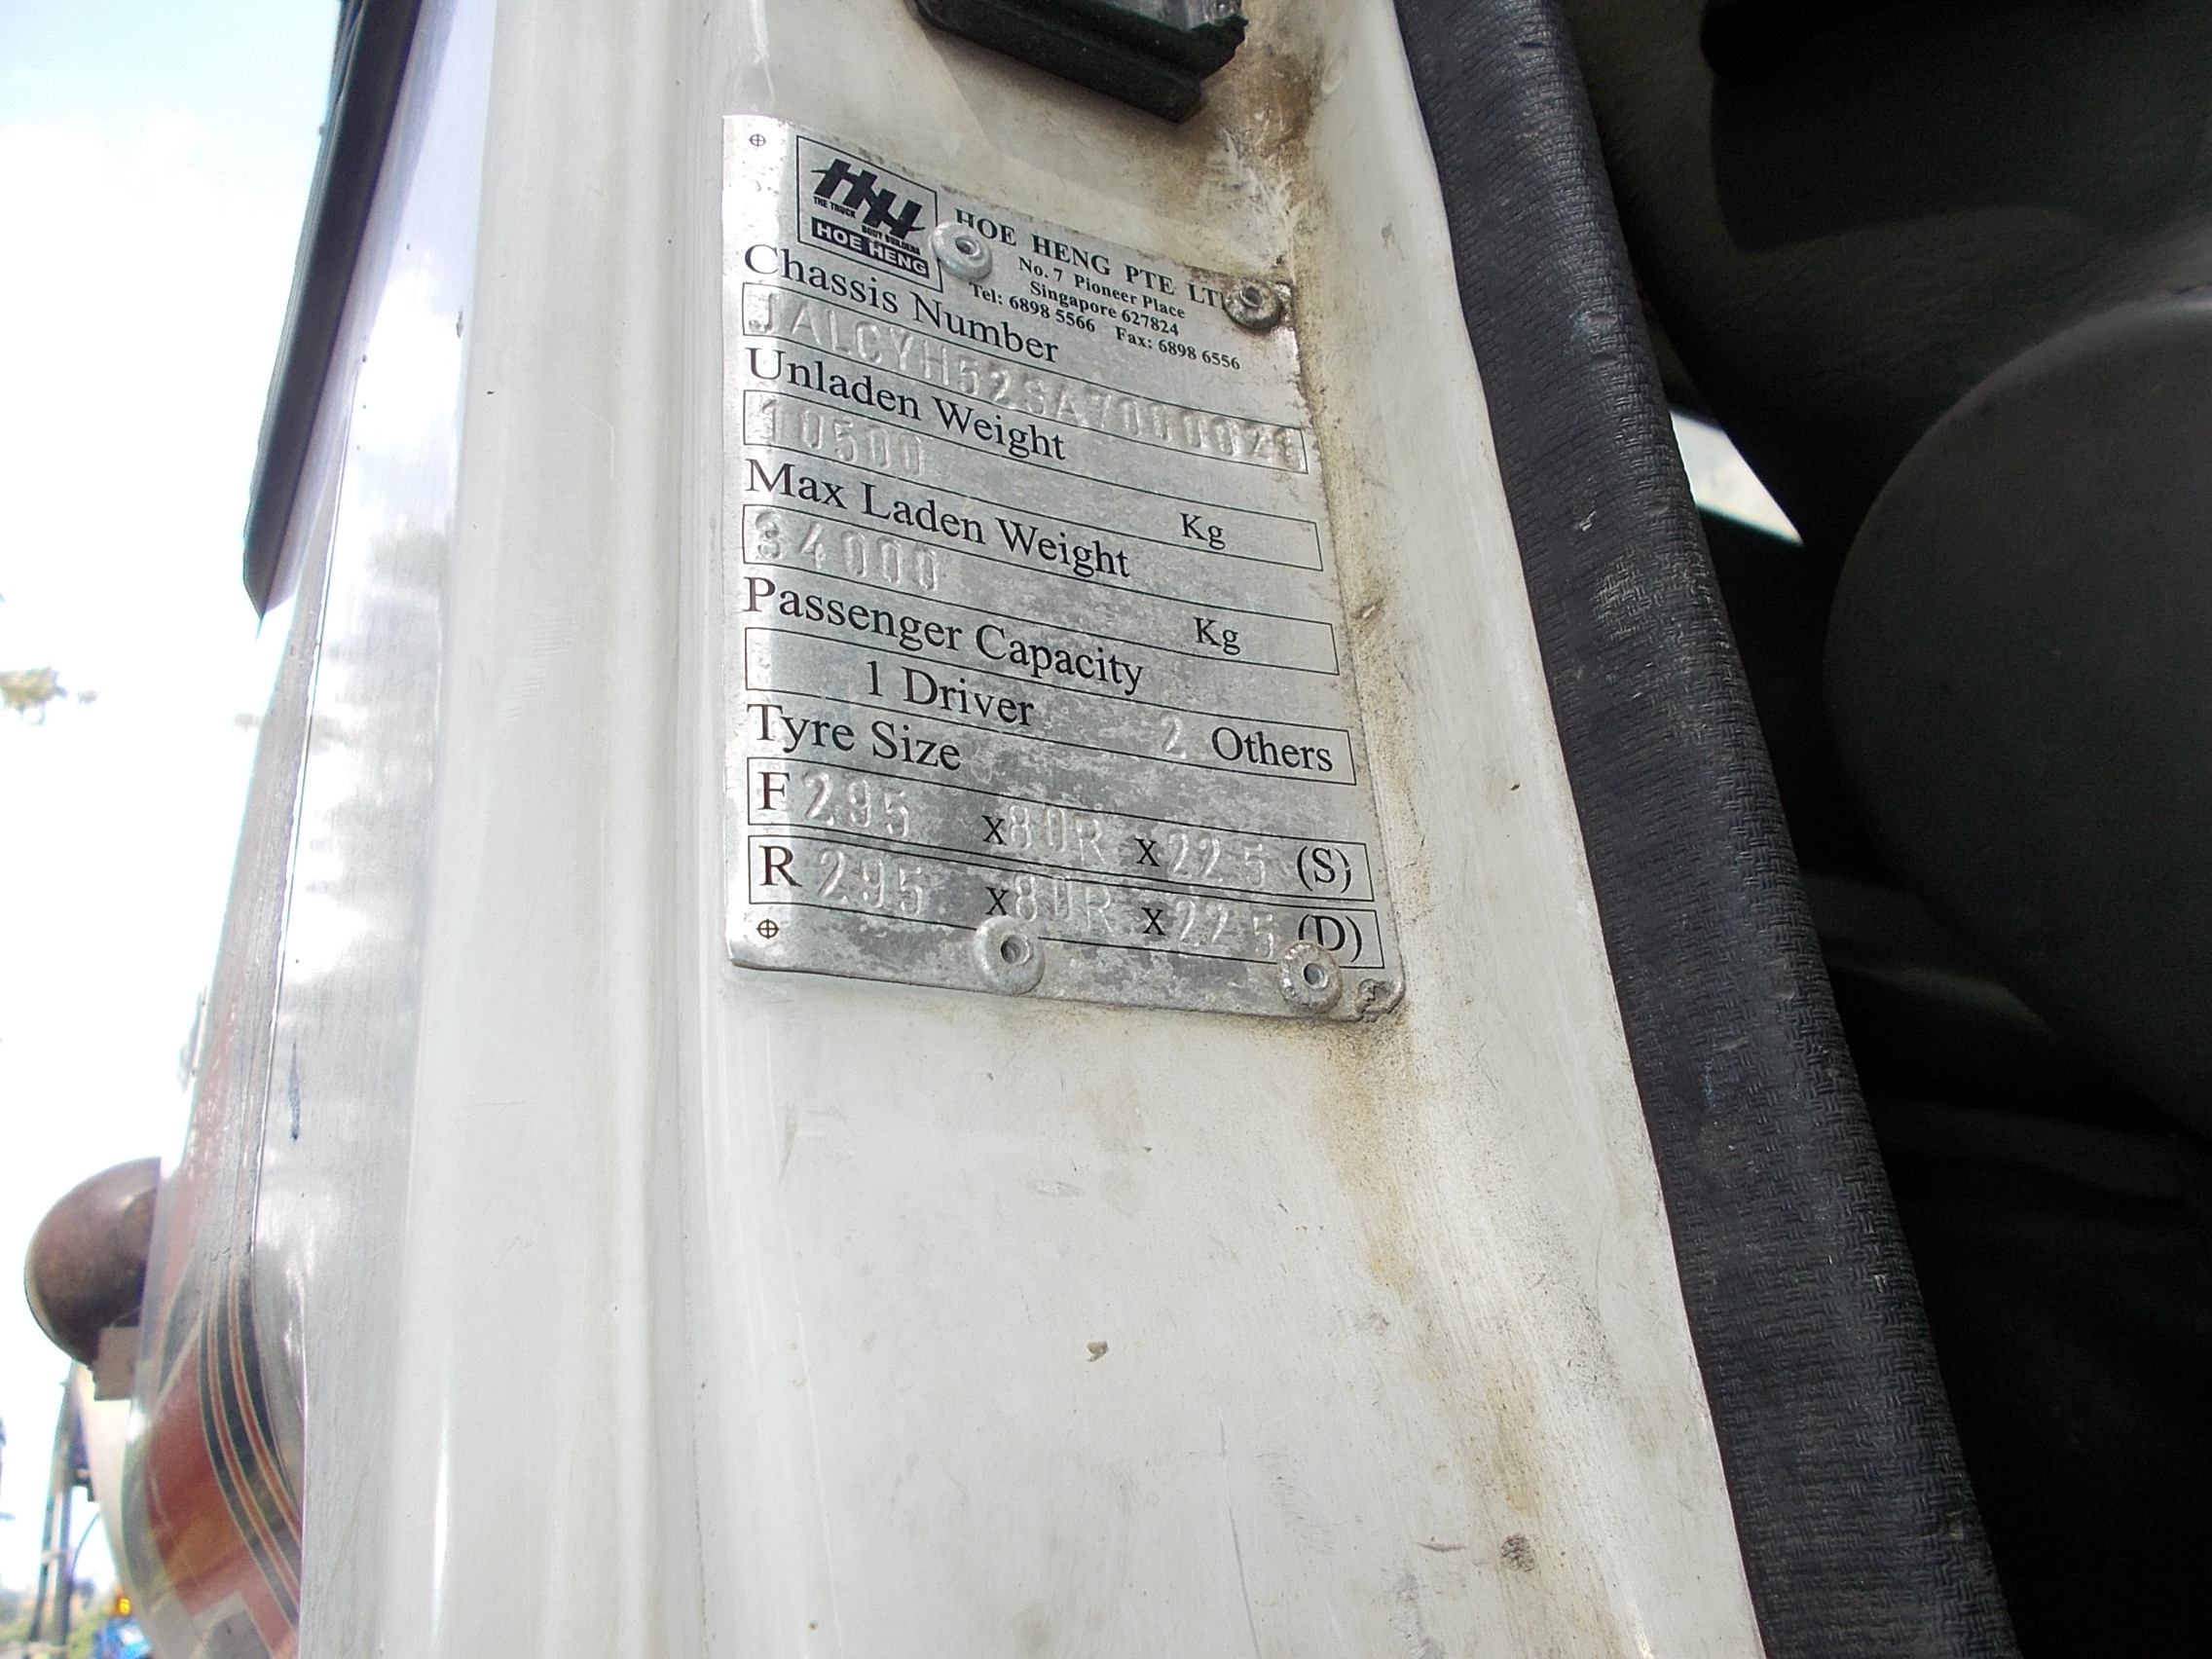 HH
THE TRUCK
BODY BUILDERS
HOE HENG
HOE HENG PTE LTD
No. 7 Pioneer Place
Singapore 627824
Tel: 6898 5566 Fax: 6898 6556
Chassis Number
Unladen Weight
10500 Kg
Max Laden Weight
34000 Kg
Passenger Capacity
1 Driver 2 Others
Tyre Size
F 295 x 80R x 22 5 (S)
R 295 x 80R x 22 5 (D)